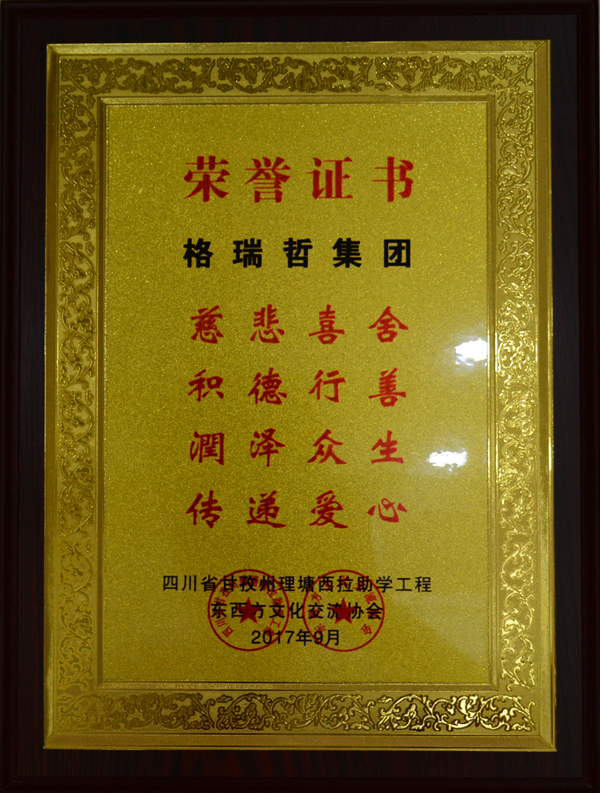 荣誉证书
格瑞哲集团
慈悲喜舍
积德行善
潤泽众生
传递爱心
四川省甘孜州理塘西拉助学工程
东西方文化交流协会
2017年9月